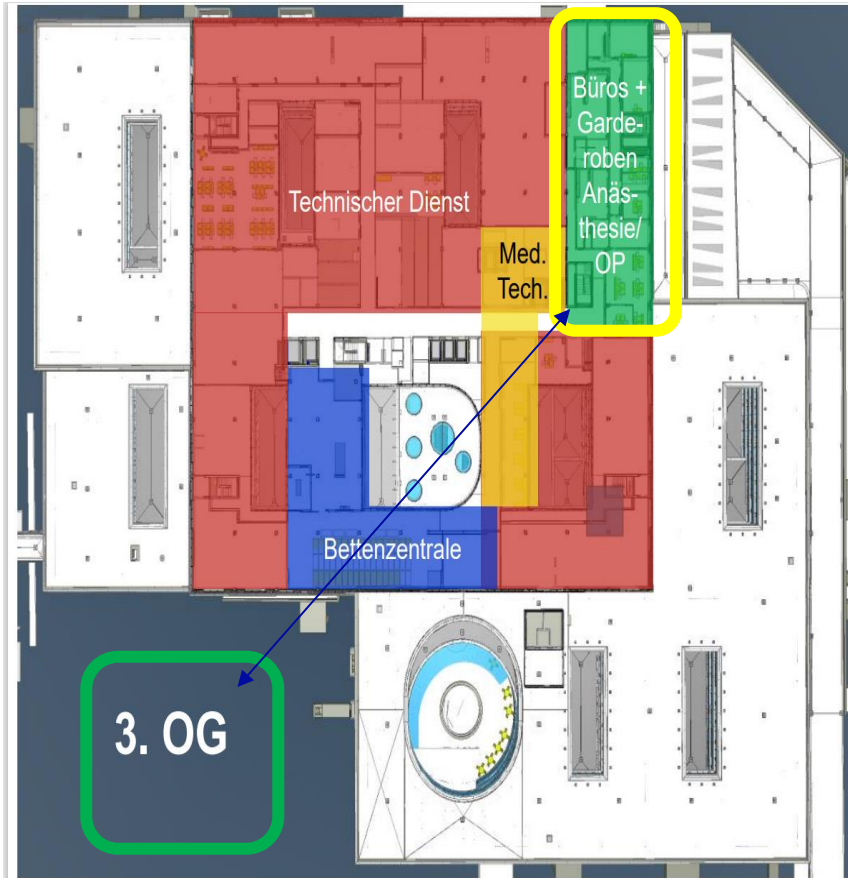 Büros +
Garde-
roben
Anäs-
thesie/
OP
Technischer Dienst
Med.
Tech.
Bettenzentrale
3. OG